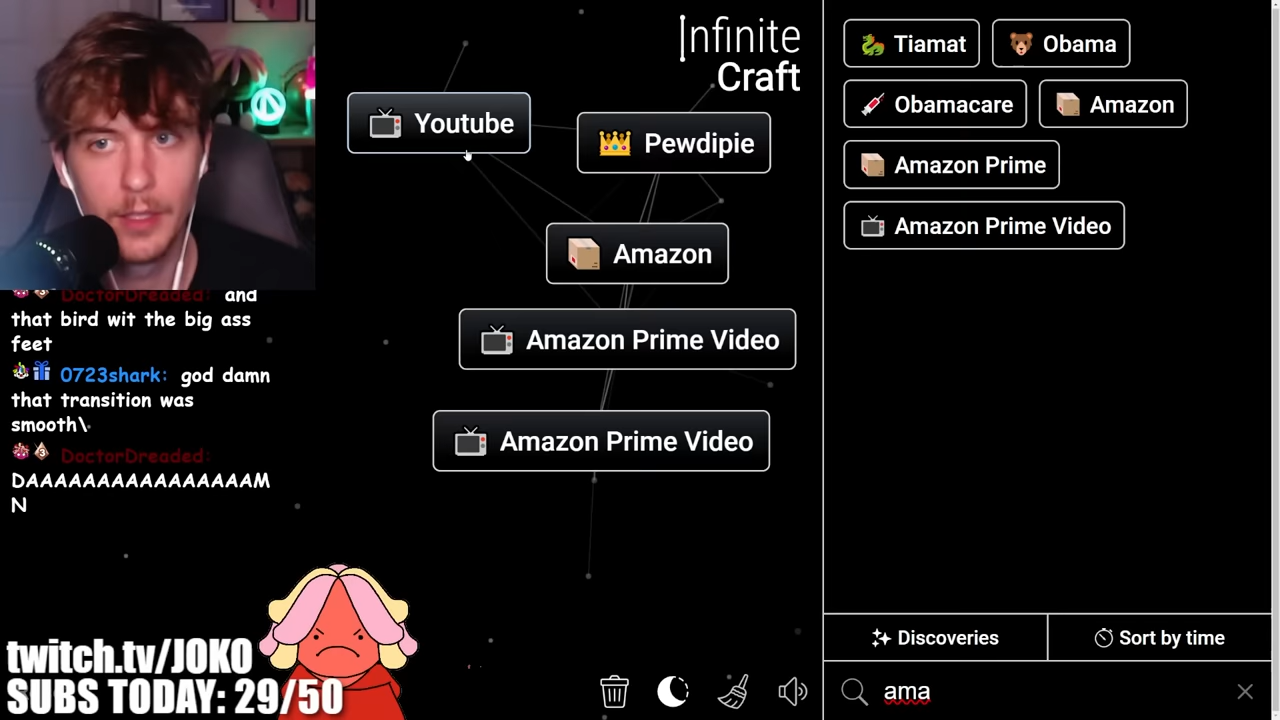 Infinite
Craft
Youtube
Pewdipie
Amazon
Amazon Prime Video
Amazon Prime Video
Tiamat
Obama
Obamacare
Amazon
Amazon Prime
Amazon Prime Video
DoctorDreaded: and
that bird wit the big ass
feet
0723shark: god damn
that transition was
smooth\
DoctorDreaded:
DAAAAAAAAAAAAAAAM
N
twitch.tv/JOKO
SUBS TODAY: 29/50
Discoveries
Sort by time
ama